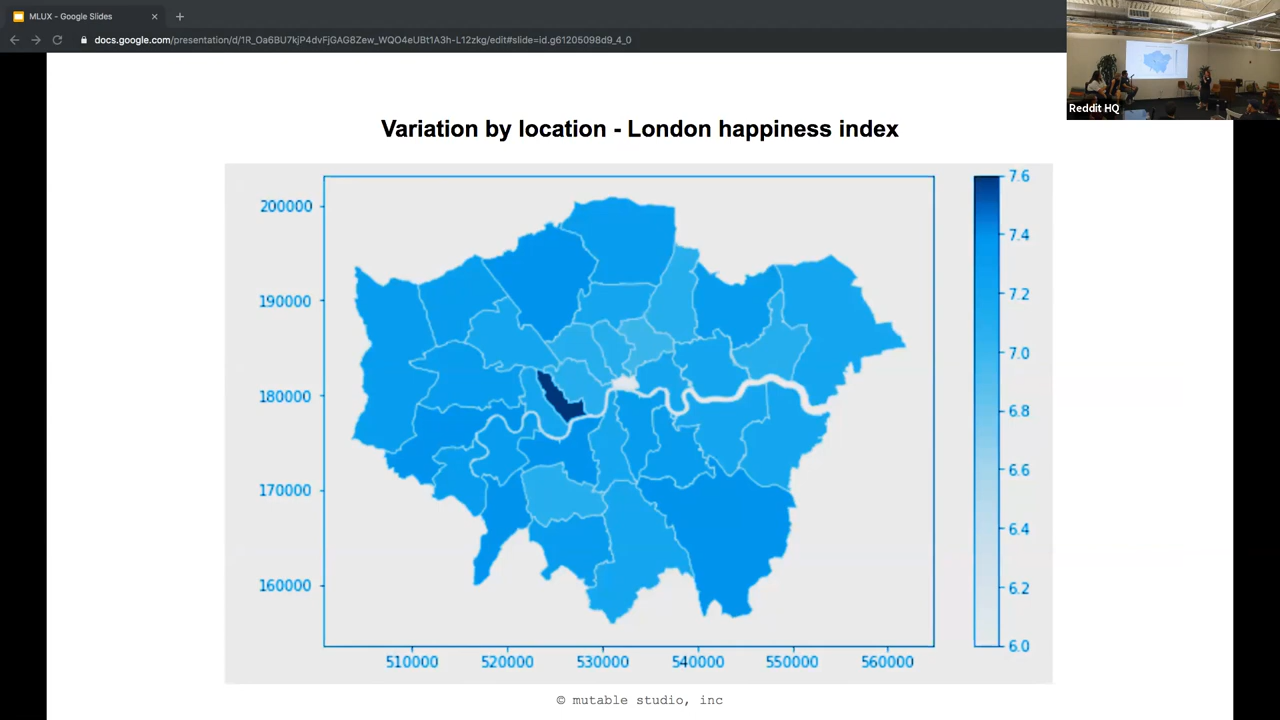 MLUX - Google Slides
docs.google.com/presentation/d/1R_Oa6BU7kjP4dvFjGAG8Zew_WQO4eUBt1A3h-L12zkg/edit#slide=id.g61205098d9_4_0
Reddit HQ
Variation by location - London happiness index
200000
190000
180000
170000
160000
510000 520000 530000 540000 550000 560000
7.6
7.4
7.2
7.0
6.8
6.6
6.4
6.2
6.0
© mutable studio, inc